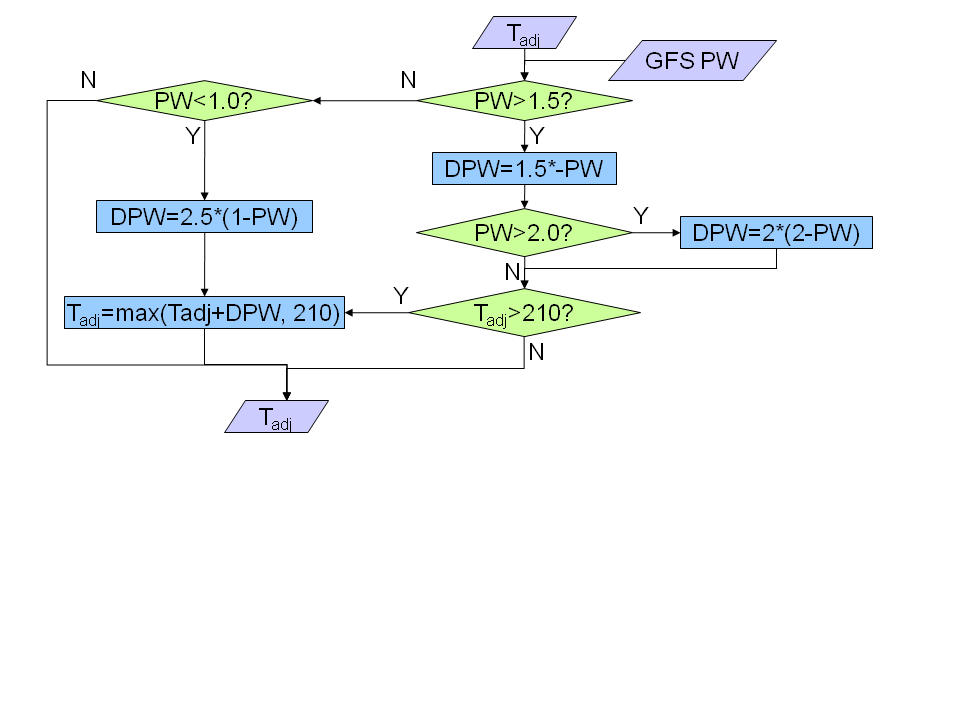 T adj
GFS PW
N
PW<1.0?
N
PW>1.5?
Y
Y
DPW=1.5*-PW
DPW=2.5*(1-PW)
PW>2.0?
Y
DPW=2*(2-PW)
N
Tadj=max(Tadj+DPW, 210)
Y
Tadj>210?
N
Tadj